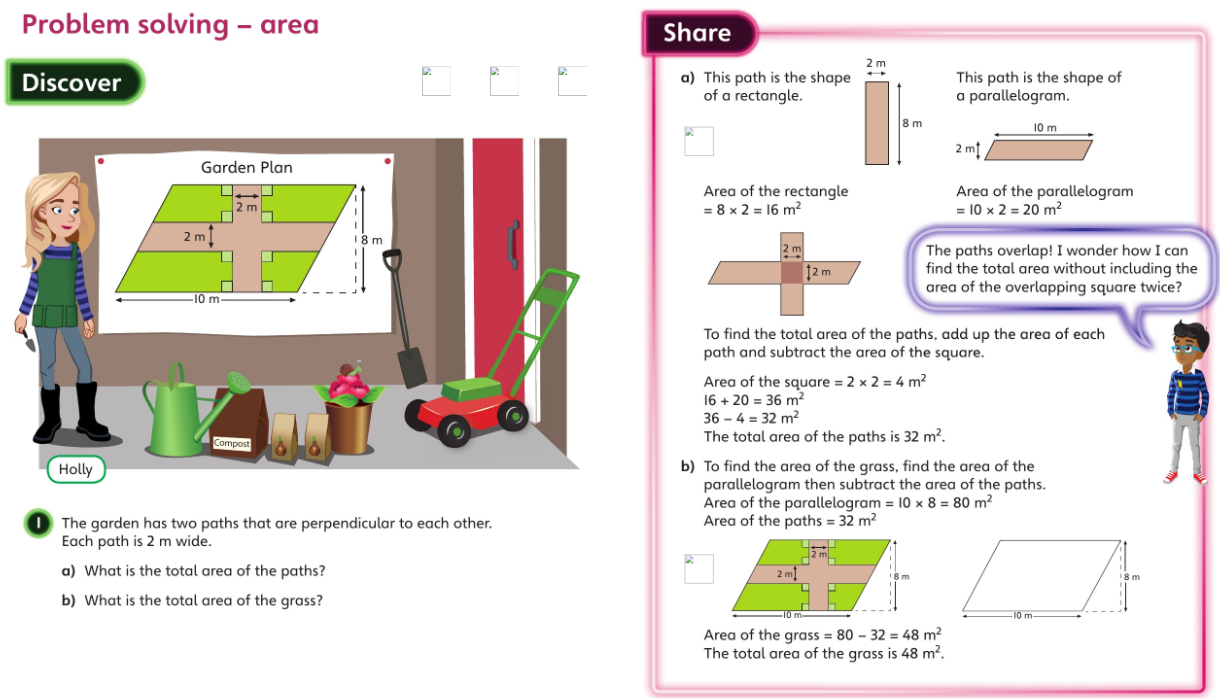 Problem solving – area
Discover
Garden Plan
2 m
2 m
8 m
10 m
Compost
Holly
1 The garden has two paths that are perpendicular to each other.
Each path is 2 m wide.
a) What is the total area of the paths?
b) What is the total area of the grass?
Share
a) This path is the shape
of a rectangle.
2 m
8 m
This path is the shape of
a parallelogram.
10 m
2 m
Area of the rectangle
= 8 × 2 = 16 m²
Area of the parallelogram
= 10 × 2 = 20 m²
2 m
2 m
The paths overlap! I wonder how I can
find the total area without including the
area of the overlapping square twice?
To find the total area of the paths, add up the area of each
path and subtract the area of the square.
Area of the square = 2 × 2 = 4 m²
16 + 20 = 36 m²
36 – 4 = 32 m²
The total area of the paths is 32 m².
b) To find the area of the grass, find the area of the
parallelogram then subtract the area of the paths.
Area of the parallelogram = 10 × 8 = 80 m²
Area of the paths = 32 m²
2 m
2 m
8 m
10 m
8 m
10 m
Area of the grass = 80 – 32 = 48 m²
The total area of the grass is 48 m².